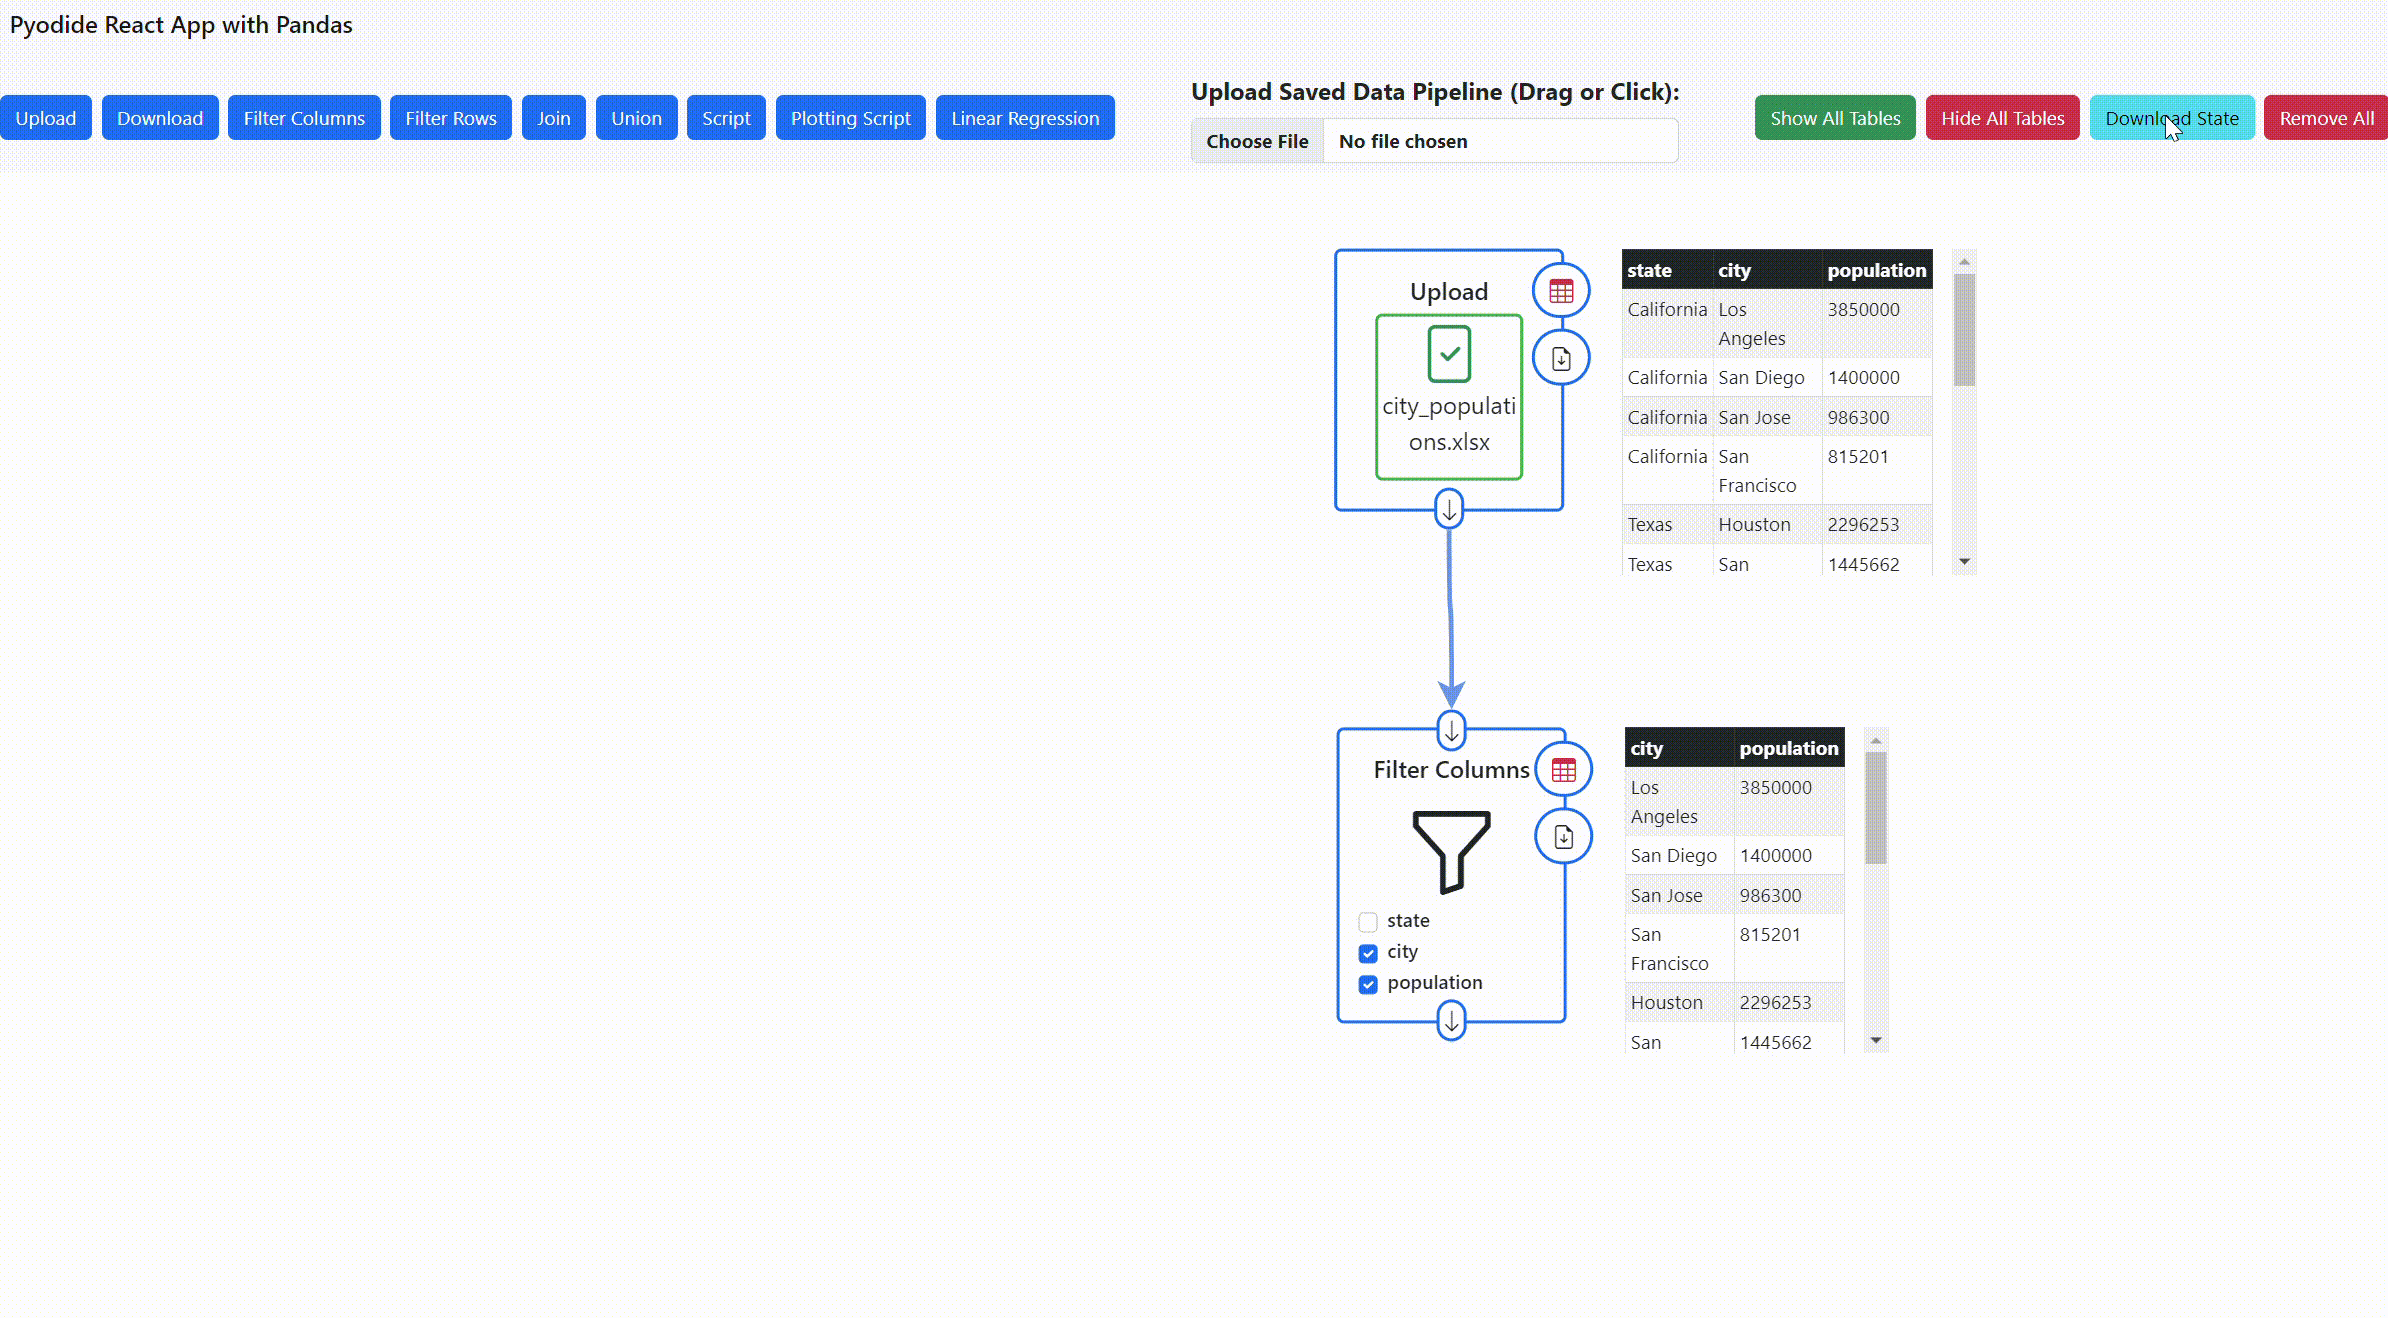 Pyodide React App with Pandas
Upload Saved Data Pipeline (Drag or Click):
Upload Download Filter Columns Filter Rows Join Union Script Plotting Script Linear Regression
Choose File No file chosen
Show All Tables Hide All Tables Download State Remove All
Upload
city_populati
ons.xlsx
state city population
California Los Angeles 3850000
California San Diego 1400000
California San Jose 986300
California San Francisco 815201
Texas Houston 2296253
Texas San 1445662
Filter Columns
state
city
population
city population
Los Angeles 3850000
San Diego 1400000
San Jose 986300
San Francisco 815201
Houston 2296253
San 1445662